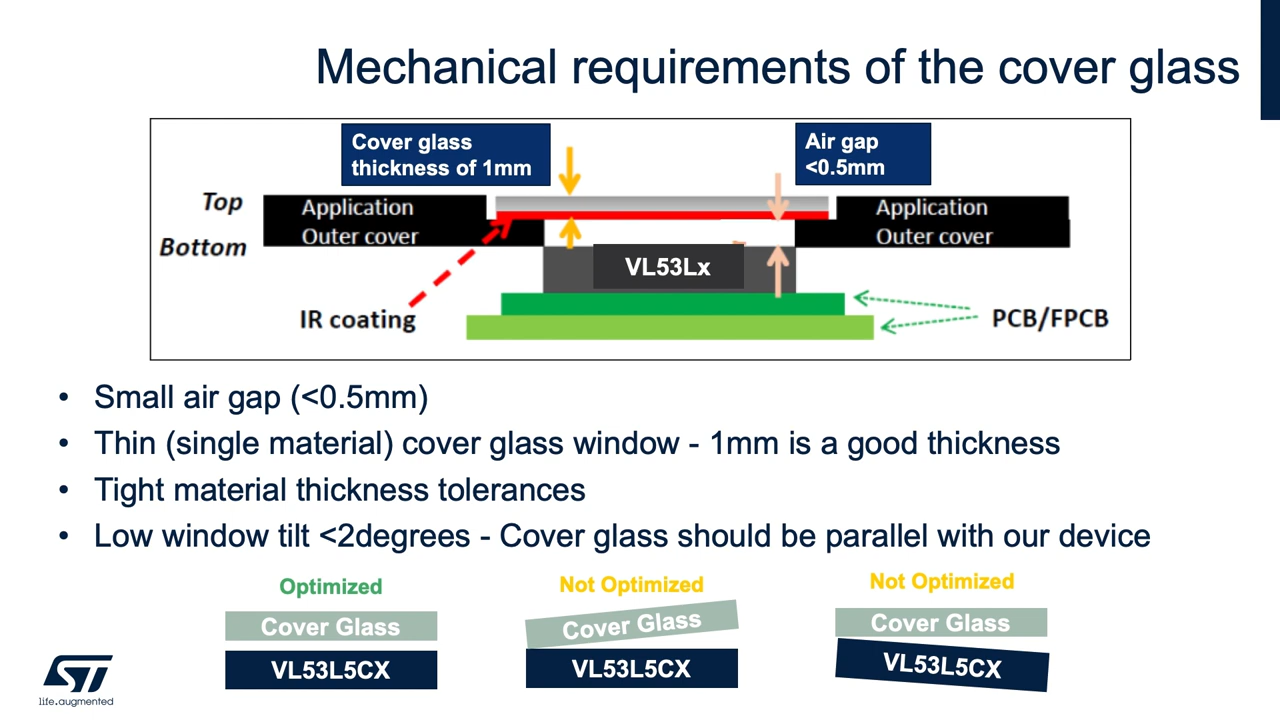 Mechanical requirements of the cover glass
Cover glass
thickness of 1mm
Air gap
<0.5mm
Top
Application
Application
Bottom
Outer cover
Outer cover
VL53Lx
IR coating
PCB/FPCB
• Small air gap (<0.5mm)
• Thin (single material) cover glass window - 1mm is a good thickness
• Tight material thickness tolerances
• Low window tilt <2degrees - Cover glass should be parallel with our device
Optimized
Cover Glass
VL53L5CX
Not Optimized
Cover Glass
VL53L5CX
Not Optimized
Cover Glass
VL53L5CX
ST
life.augmented